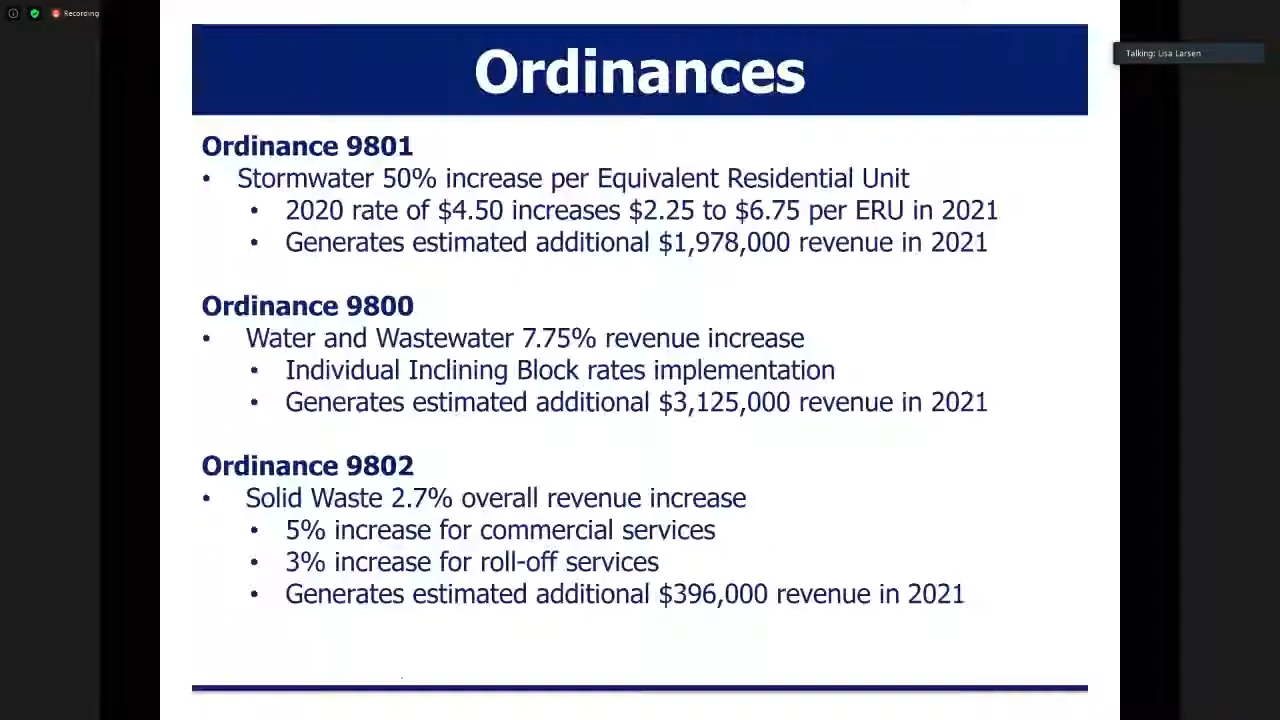 Recording
Talking: Lisa Larsen
Ordinances
Ordinance 9801
• Stormwater 50% increase per Equivalent Residential Unit
• 2020 rate of $4.50 increases $2.25 to $6.75 per ERU in 2021
• Generates estimated additional $1,978,000 revenue in 2021
Ordinance 9800
• Water and Wastewater 7.75% revenue increase
• Individual Inclining Block rates implementation
• Generates estimated additional $3,125,000 revenue in 2021
Ordinance 9802
• Solid Waste 2.7% overall revenue increase
• 5% increase for commercial services
• 3% increase for roll-off services
• Generates estimated additional $396,000 revenue in 2021